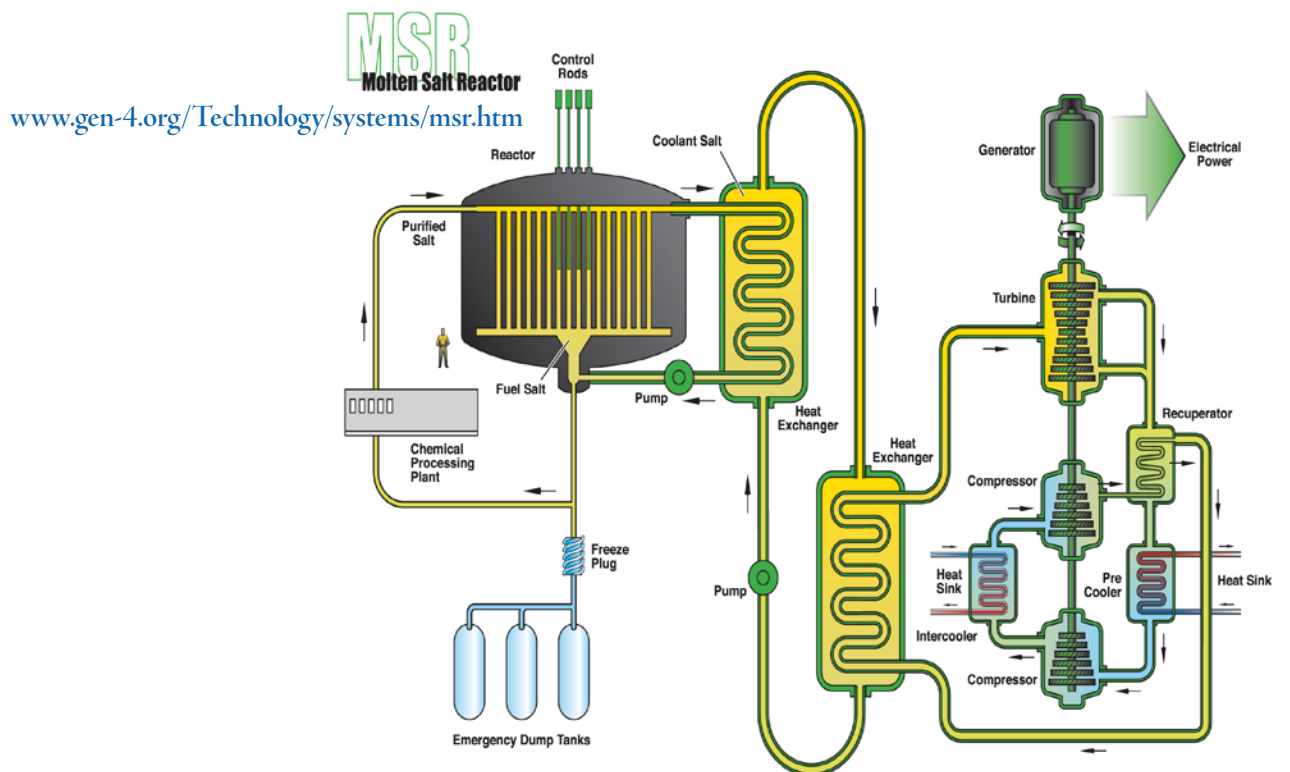 MSR
Molten Salt Reactor
www.gen-4.org/Technology/systems/msr.htm
Control
Rods
Reactor
Coolant Salt
Generator
Electrical
Power
Purified
Salt
Turbine
Fuel Salt
Pump
Heat
Exchanger
Recuperator
Chemical
Processing
Plant
Heat
Exchanger
Compressor
Freeze
Plug
Pump
Heat
Sink
Pre
Cooler
Heat Sink
Intercooler
Compressor
Emergency Dump Tanks